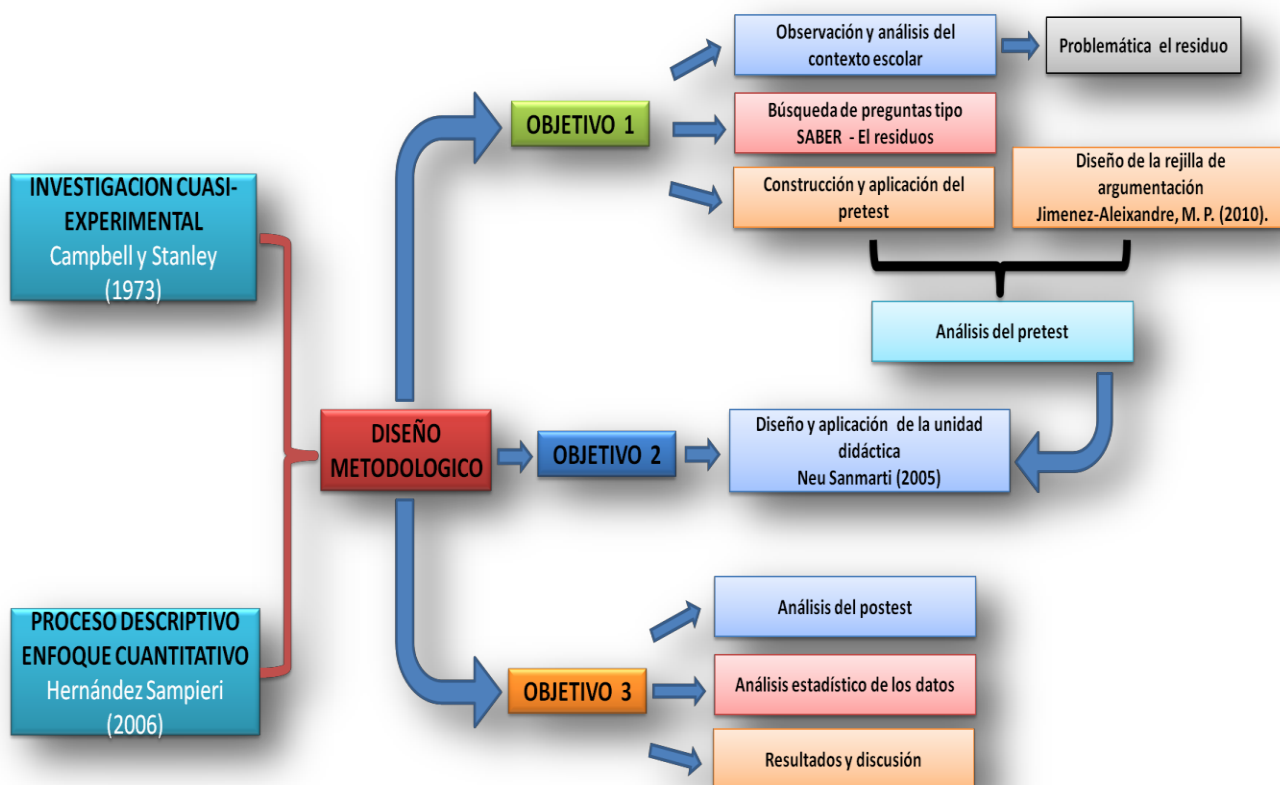 INVESTIGACION CUASI-
EXPERIMENTAL
Campbell y Stanley
(1973)
PROCESO DESCRIPTIVO
ENFOQUE CUANTITATIVO
Hernández Sampieri
(2006)
DISEÑO
METODOLOGICO
OBJETIVO 1
Observación y análisis del
contexto escolar
Problemática el residuo
Búsqueda de preguntas tipo
SABER - El residuos
Construcción y aplicación del
pretest
Diseño de la rejilla de
argumentación
Jimenez-Aleixandre, M. P. (2010).
Análisis del pretest
OBJETIVO 2
Diseño y aplicación de la unidad
didáctica
Neu Sanmarti (2005)
OBJETIVO 3
Análisis del postest
Análisis estadístico de los datos
Resultados y discusión